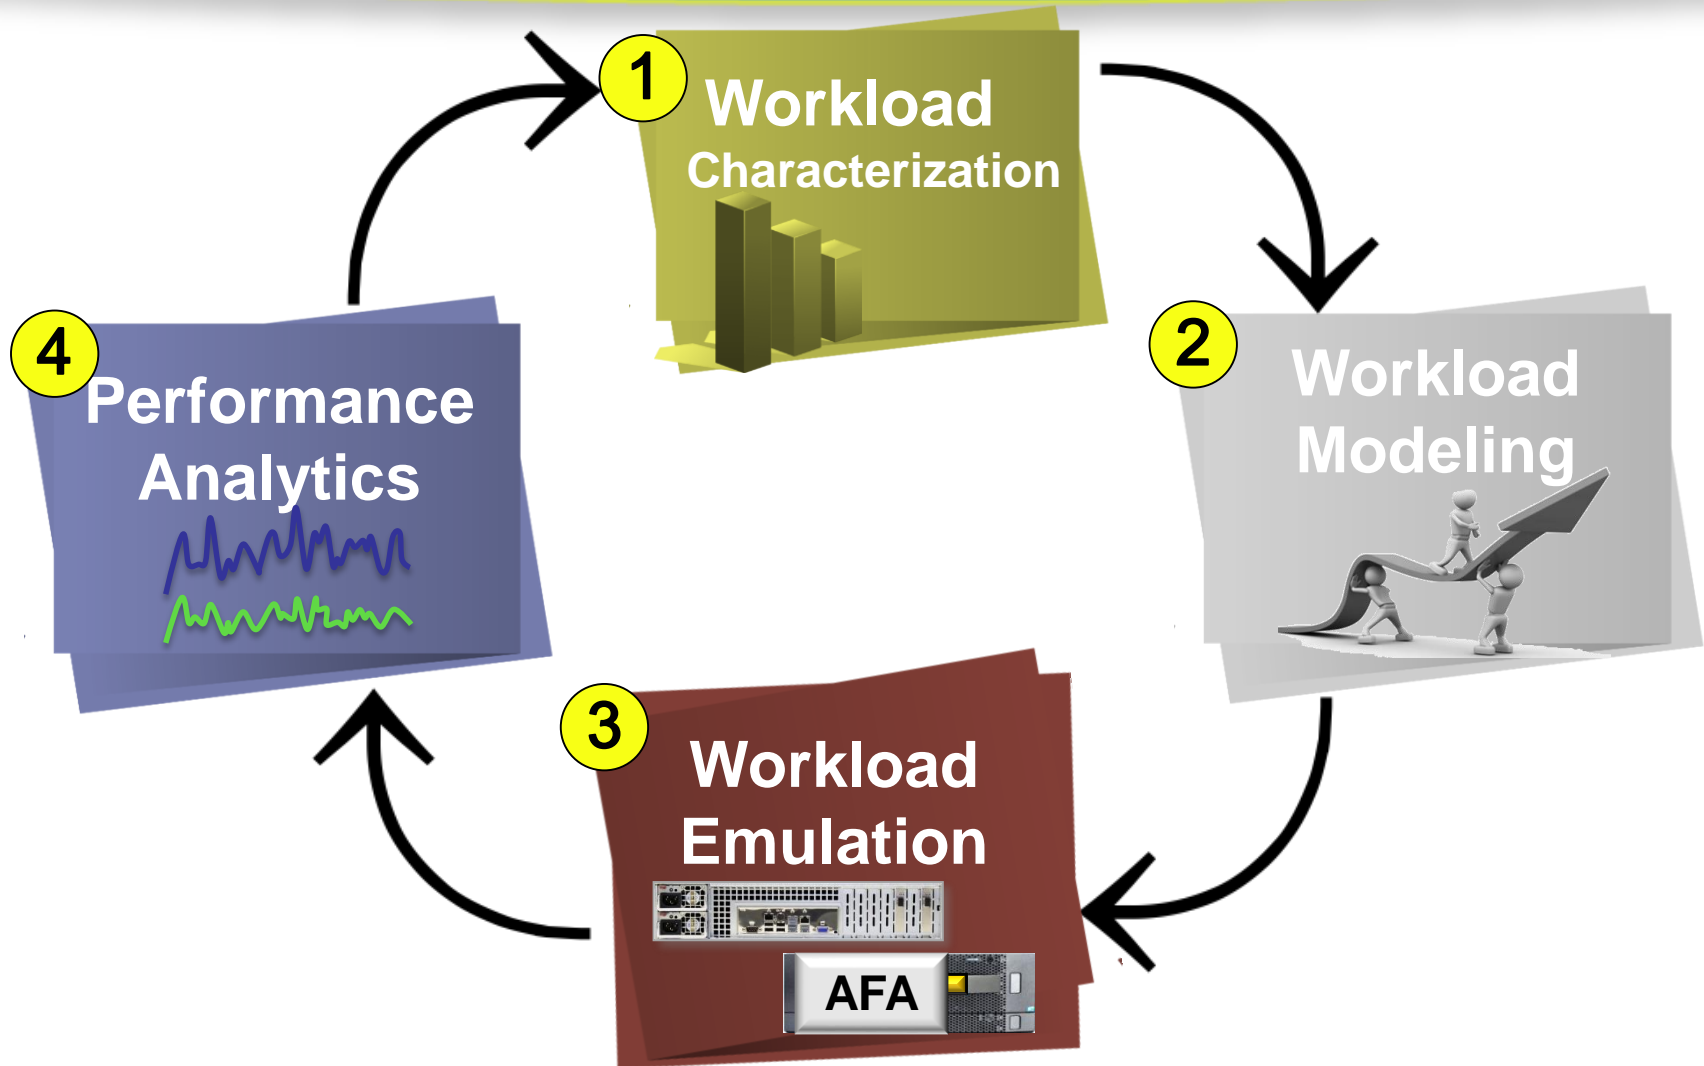 1
Workload
Characterization
2
Workload
Modeling
3
Workload
Emulation
AFA
4
Performance
Analytics